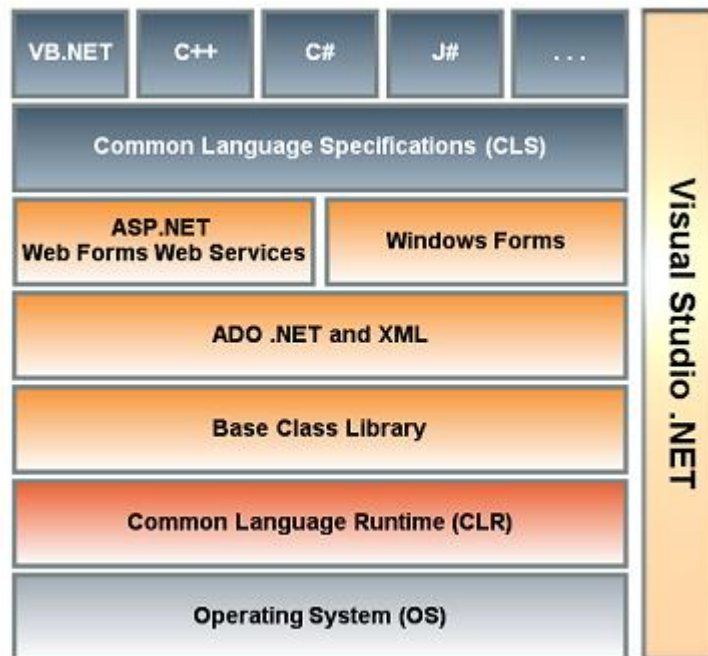 VB.NET
C++
C#
J#
. . .
Common Language Specifications (CLS)
ASP.NET
Web Forms Web Services
Windows Forms
ADO .NET and XML
Base Class Library
Common Language Runtime (CLR)
Operating System (OS)
Visual Studio .NET